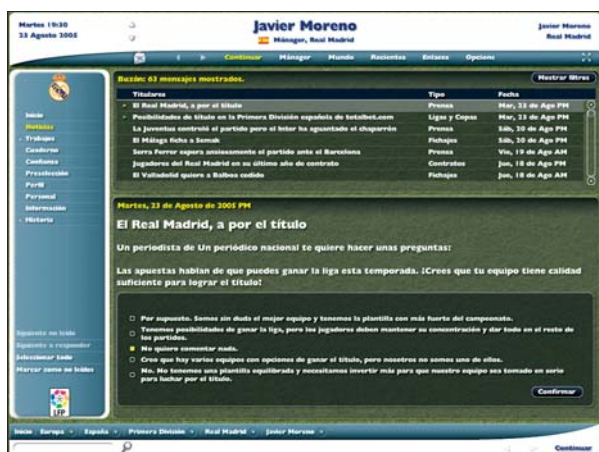 Martes 19:30
23 Agosto 2005
Javier Moreno
Mánager, Real Madrid
Javier Moreno
Real Madrid
Continuar Mánager Mundo Recientes Enlaces Opciones
Buzón: 63 mensajes mostrados.
Mostrar filtros
Titulares Tipo Fecha
El Real Madrid, a por el título Prensa Mar, 23 de Ago PM
Posibilidades de título en la Primera División española de totalbet.com Ligas y Copas Mar, 23 de Ago PM
La Juventus controló el partido pero el Inter ha aguantado el chaparrón Prensa Sáb, 20 de Ago PM
El Málaga ficha a Semak Fichajes Sáb, 20 de Ago PM
Serra Ferrer espera ansiosamente el partido ante el Barcelona Prensa Vie, 19 de Ago AM
Jugadores del Real Madrid en su último año de contrato Contratos Jue, 18 de Ago PM
El Valladolid quiere a Balboa cedido Fichajes Jue, 18 de Ago AM
Inicio
Noticias
Trabajos
Cuaderno
Confianza
Preselección
Perfil
Personal
Información
Historia
Siguiente no leído
Siguiente a responder
Seleccionar todo
Marcar como no leídos
LFP
Martes, 23 de Agosto de 2005 PM
El Real Madrid, a por el título
Un periodista de Un periódico nacional te quiere hacer unas preguntas:
Las apuestas hablan de que puedes ganar la liga esta temporada. ¿Crees que tu equipo tiene calidad
suficiente para lograr el título?
Por supuesto. Somos sin duda el mejor equipo y tenemos la plantilla con más fuerte del campeonato.
Tenemos posibilidades de ganar la liga, pero los jugadores deben mantener su concentración y dar todo en el resto de
los partidos.
No quiero comentar nada.
Creo que hay varios equipos con opciones de ganar el título, pero nosotros no somos uno de ellos.
No. No tenemos una plantilla equilibrada y necesitamos invertir más para que nuestro equipo sea tomado en serio
para luchar por el título.
Confirmar
Inicio Europa España Primera División Real Madrid Javier Moreno
Continuar